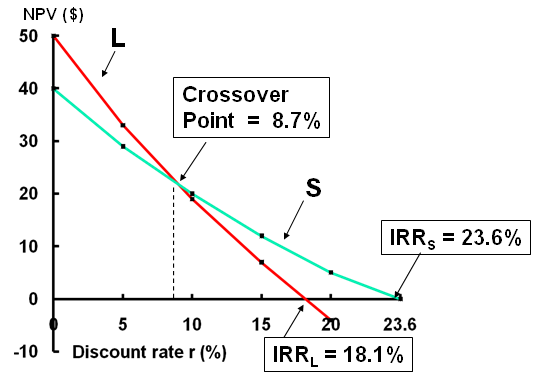 NPV ($)
50
L
40
Crossover
Point = 8.7%
30
20
S
10
IRRS = 23.6%
0
0 5 10 15 20 23.6
-10
Discount rate r (%)
IRRL = 18.1%